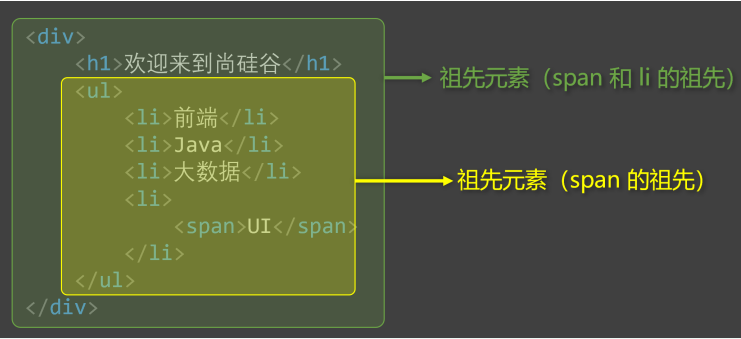 <div>
<h1>欢迎来到尚硅谷</h1>
<ul>
<li>前端</li>
<li>Java</li>
<li>大数据</li>
<li>
<span>UI</span>
</li>
</ul>
</div>
祖先元素（span 和 li 的祖先）
祖先元素（span 的祖先）